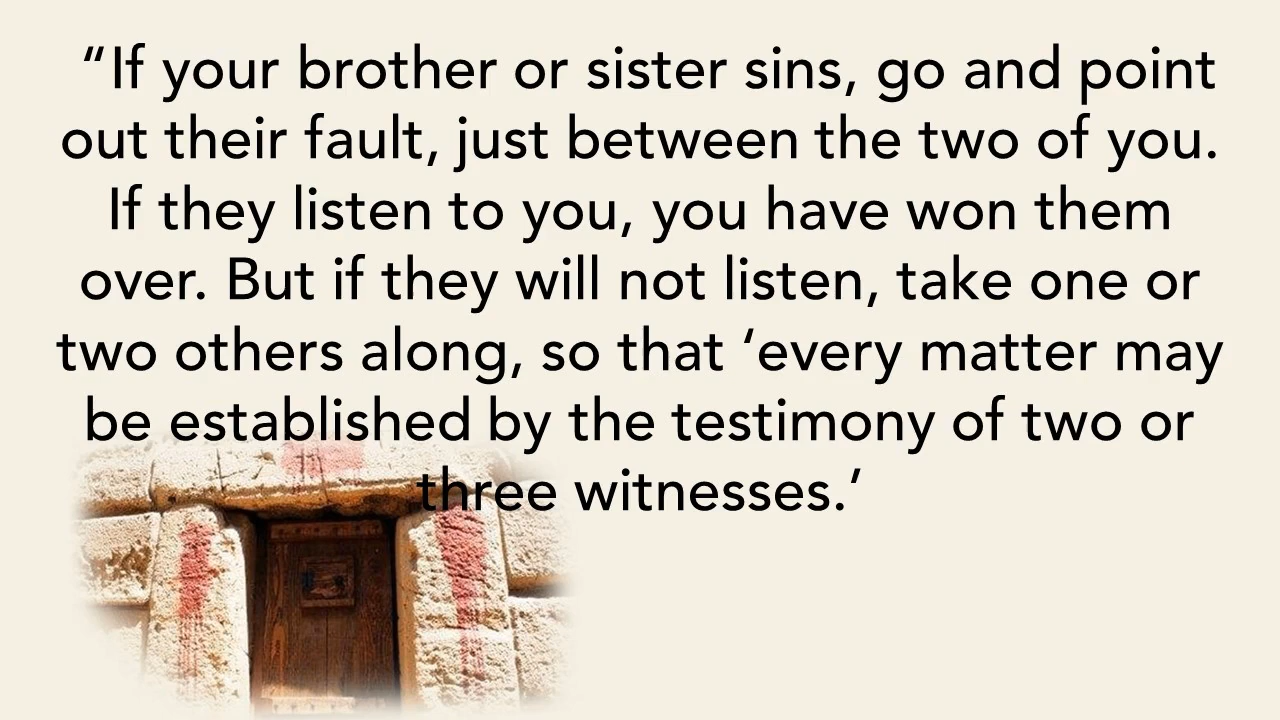 “If your brother or sister sins, go and point
out their fault, just between the two of you.
If they listen to you, you have won them
over. But if they will not listen, take one or
two others along, so that ‘every matter may
be established by the testimony of two or
three witnesses.’